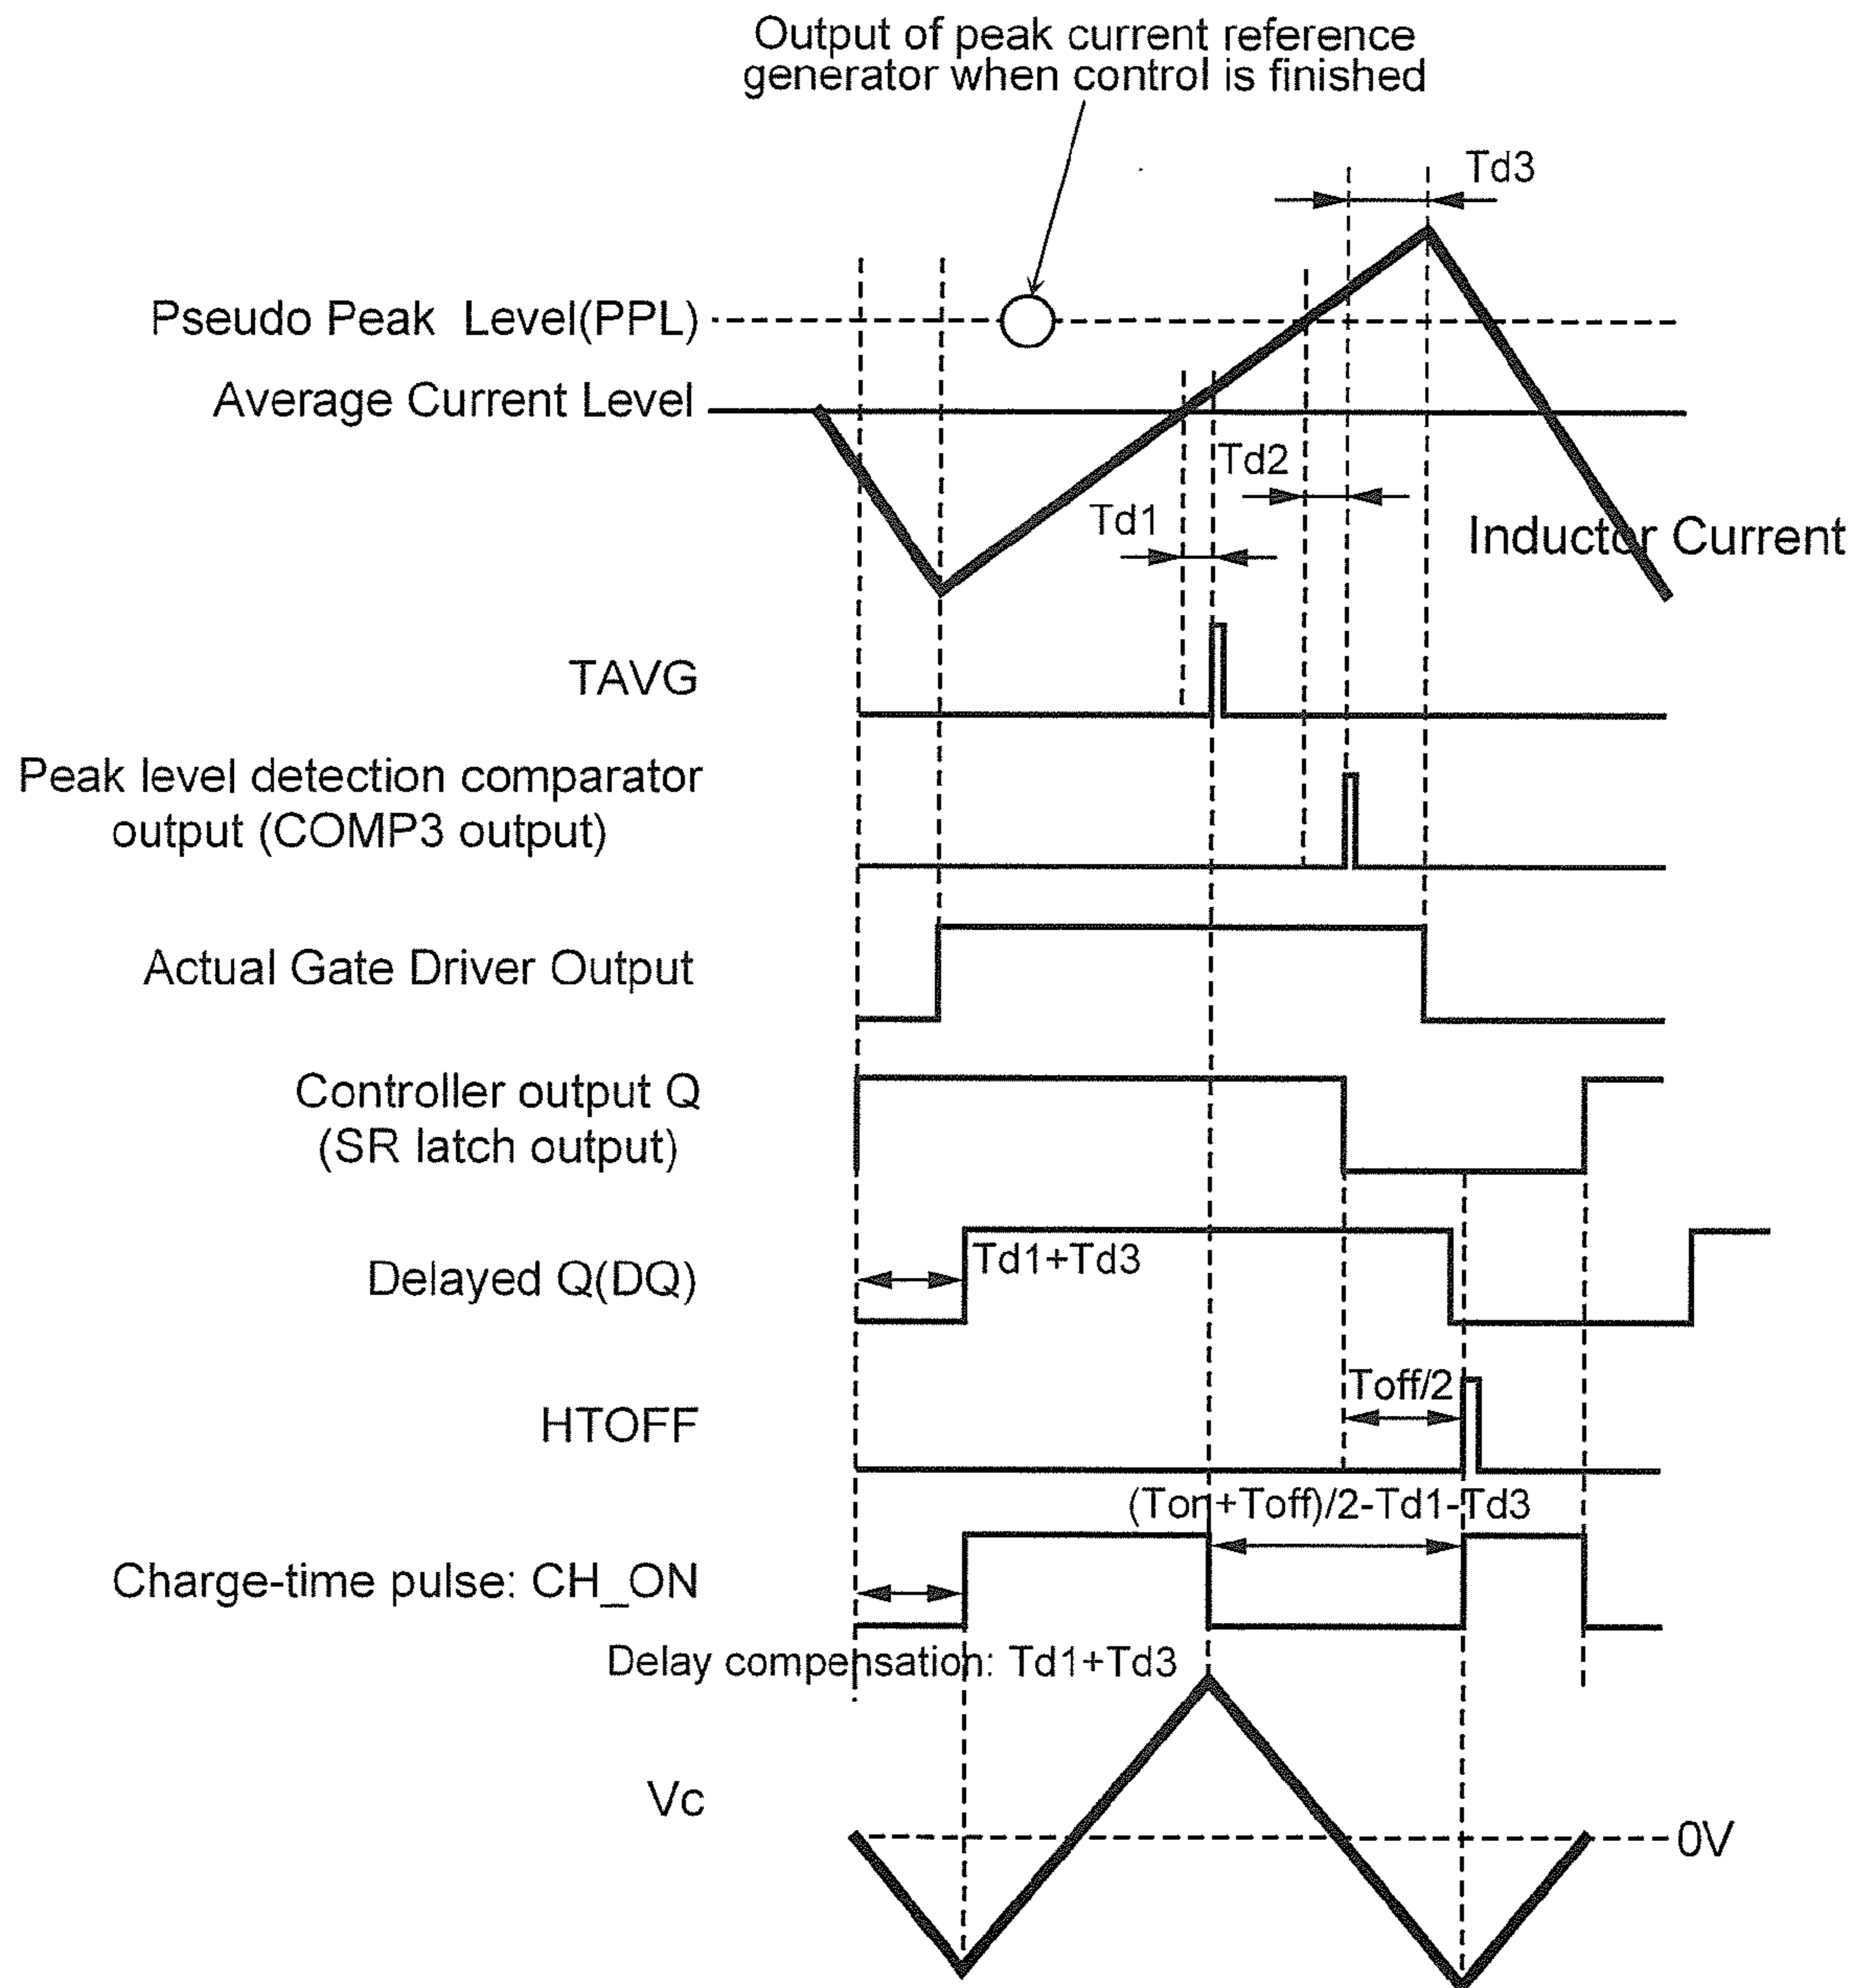 Output of peak current reference
generator when control is finished
Td3
Pseudo Peak Level(PPL)
Average Current Level
Td2
Td1
Inductor Current
TAVG
Peak level detection comparator
output (COMP3 output)
Actual Gate Driver Output
Controller output Q
(SR latch output)
Delayed Q(DQ)
Td1+Td3
Toff/2
HTOFF
(Ton+Toff)/2-Td1-Td3
Charge-time pulse: CH_ON
Delay compensation: Td1+Td3
Vc
0V